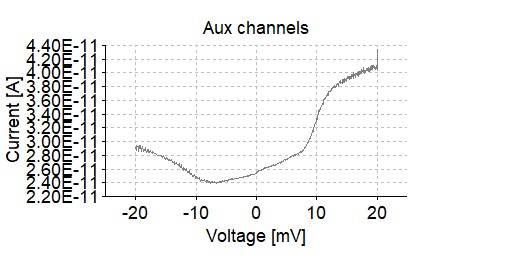 Aux channels
4.40E-11
4.20E-11
4.00E-11
3.80E-11
3.60E-11
3.40E-11
3.20E-11
3.00E-11
2.80E-11
2.60E-11
2.40E-11
2.20E-11
Current [A]
-20 -10 0 10 20
Voltage [mV]